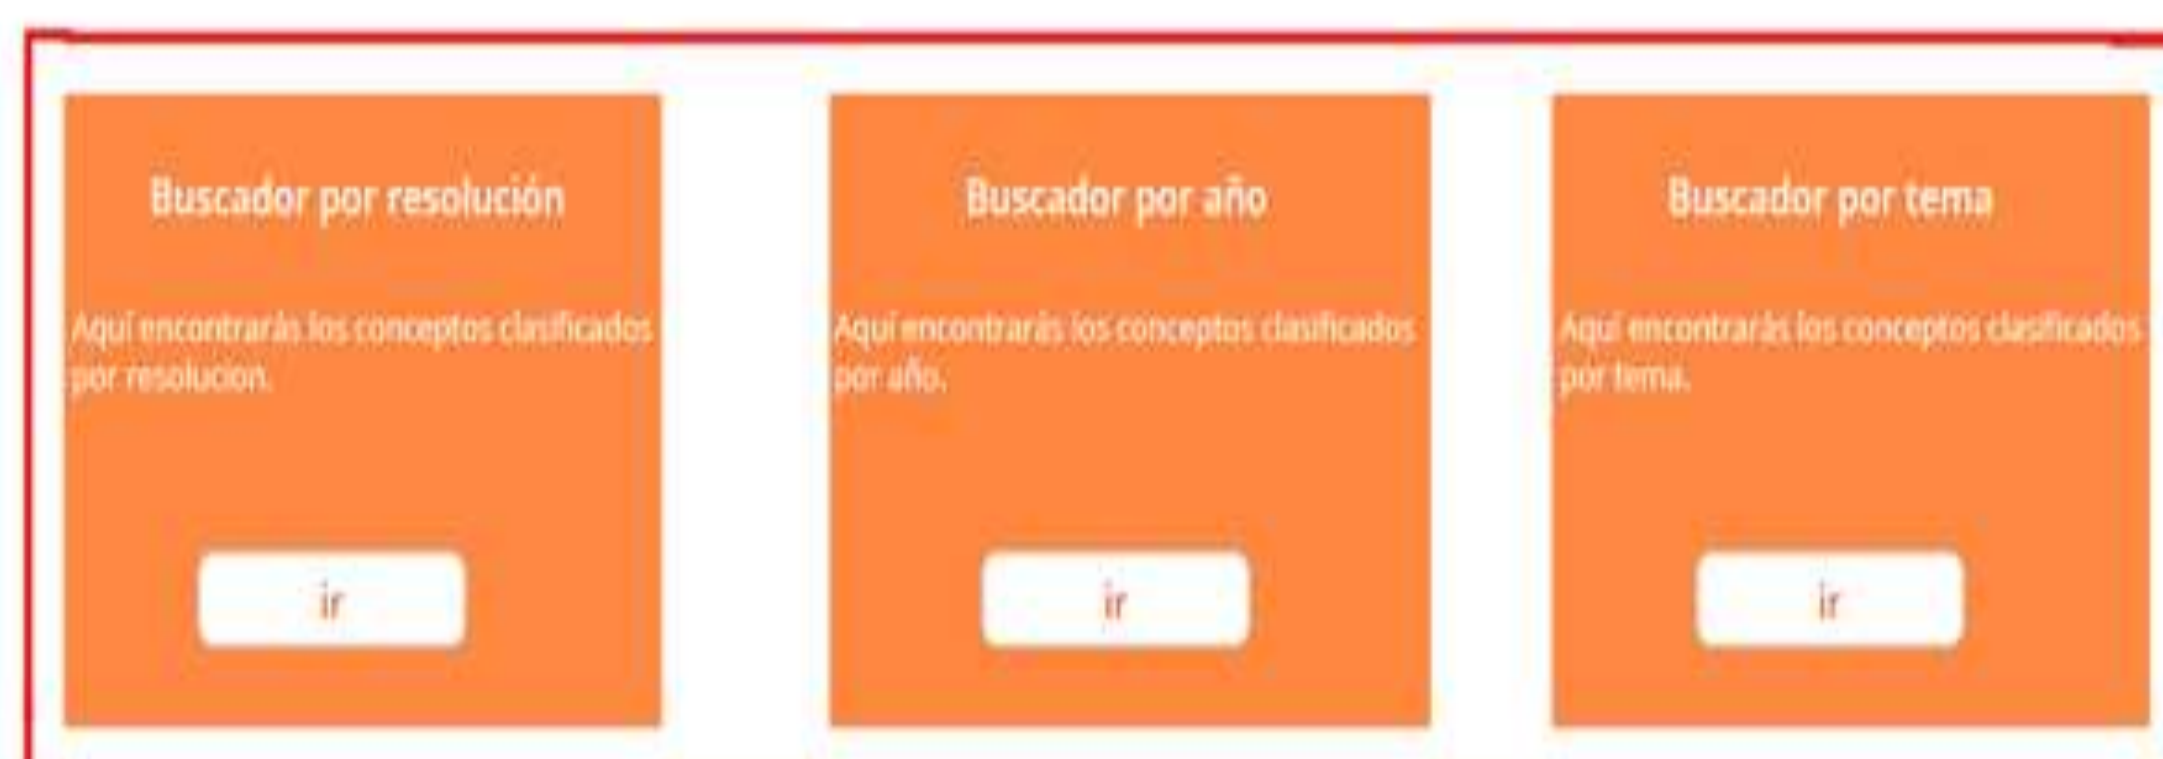 Buscador por resolución
Aquí encontrarás los conceptos clasificados
por resolucion.
ir
Buscador por año
Aquí encontrarás los conceptos clasificados
por año.
ir
Buscador por tema
Aquí encontrarás los conceptos clasificados
por tema.
ir